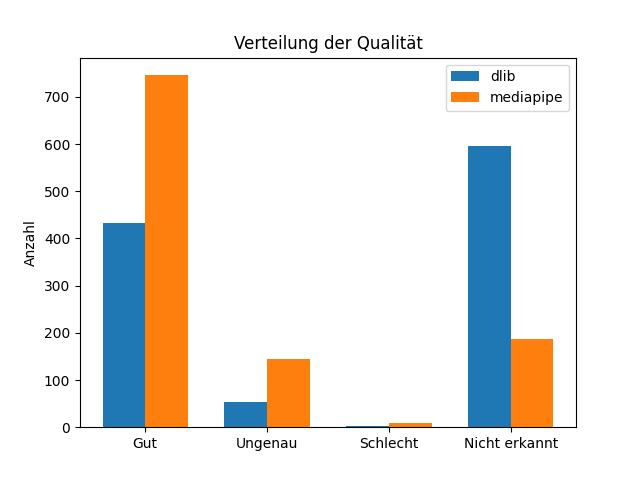 Verteilung der Qualität
dlib
mediapipe
Anzahl
700
600
500
400
300
200
100
0
Gut
Ungenau
Schlecht
Nicht erkannt